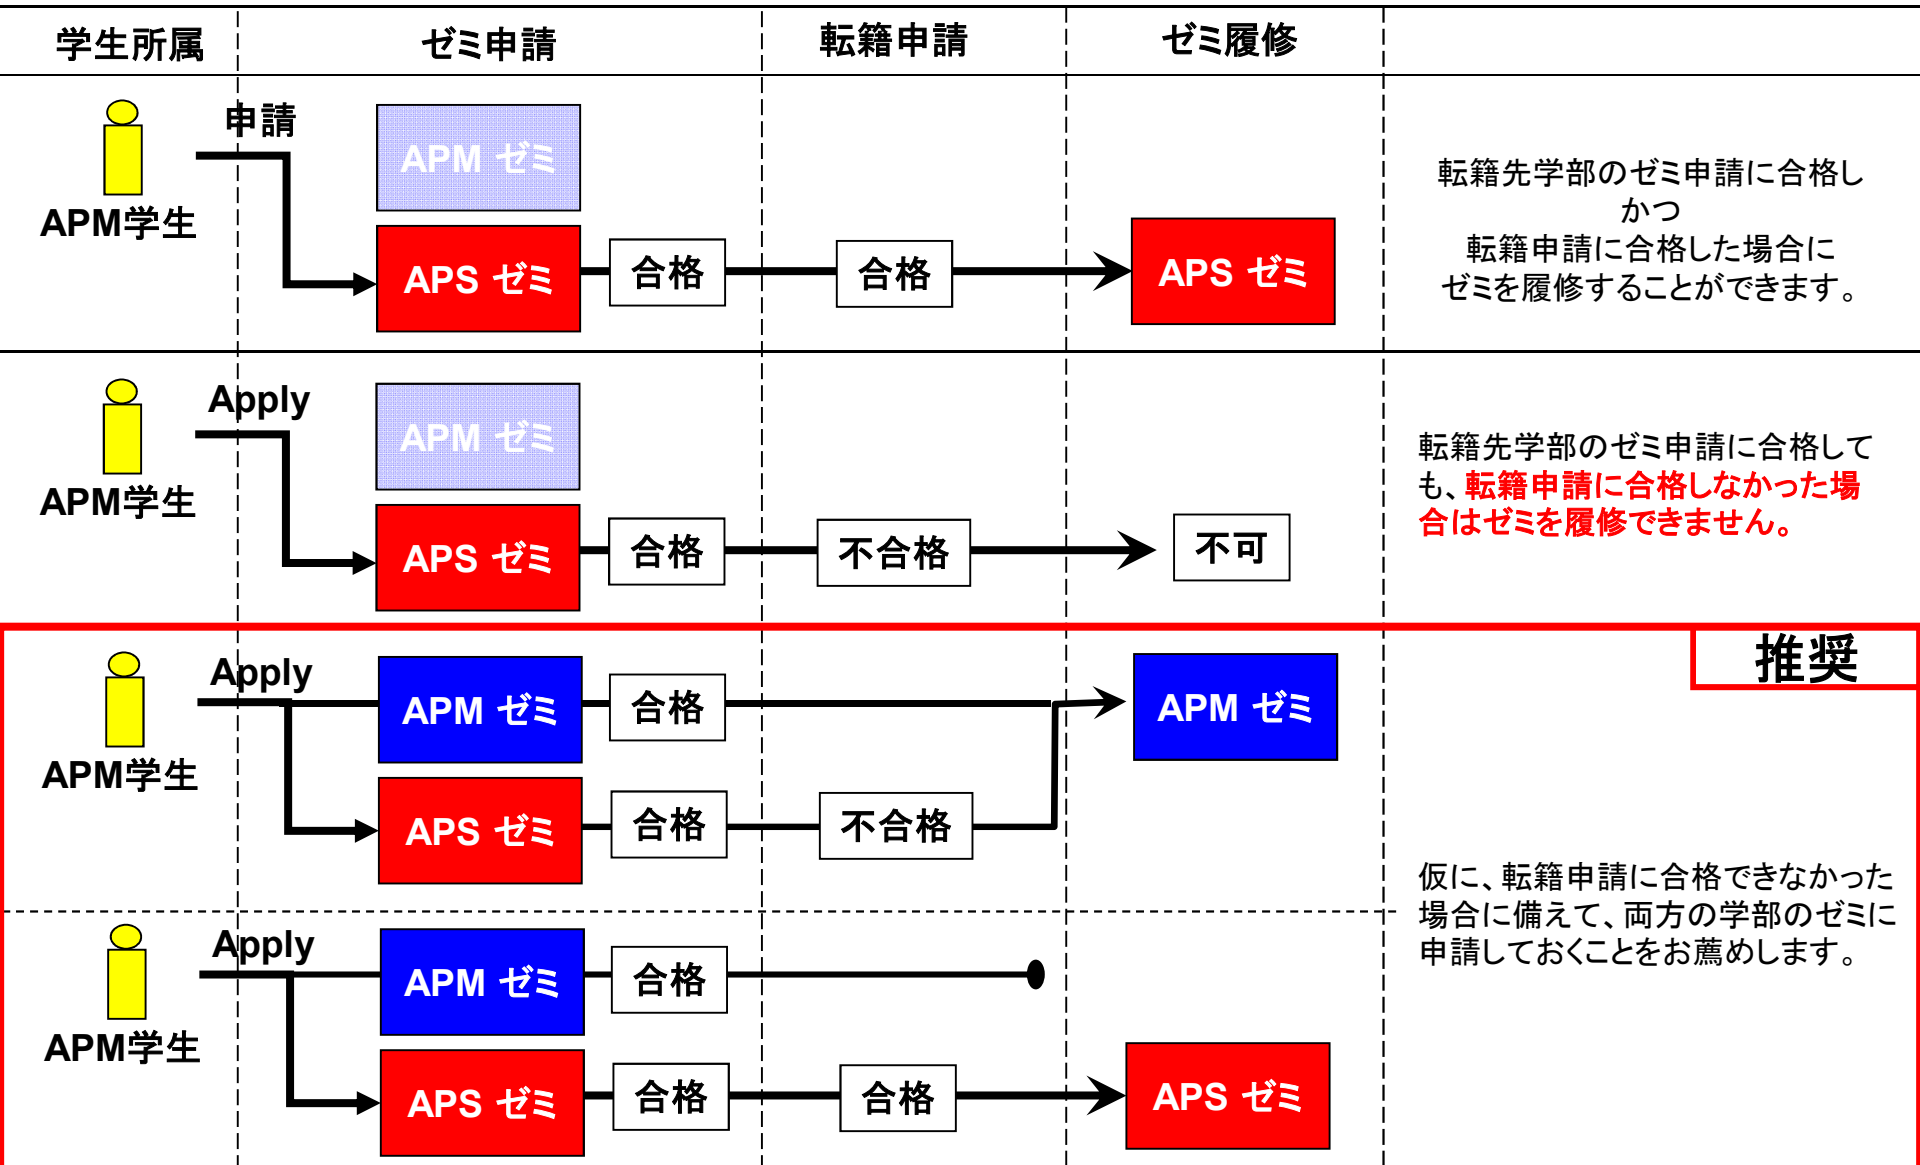 学生所属 ゼミ申請 転籍申請 ゼミ履修
申請
APM ゼミ
APM学生
APS ゼミ 合格 合格 APS ゼミ
転籍先学部のゼミ申請に合格し
かつ
転籍申請に合格した場合に
ゼミを履修することができます。
Apply
APM ゼミ
APM学生
APS ゼミ 合格 不合格 不可
転籍先学部のゼミ申請に合格して
も、転籍申請に合格しなかった場
合はゼミを履修できません。
推奨
Apply
APM ゼミ 合格 APM ゼミ
APM学生
APS ゼミ 合格 不合格
仮に、転籍申請に合格できなかった
場合に備えて、両方の学部のゼミに
申請しておくことをお薦めします。
Apply
APM ゼミ 合格
APM学生
APS ゼミ 合格 合格 APS ゼミ